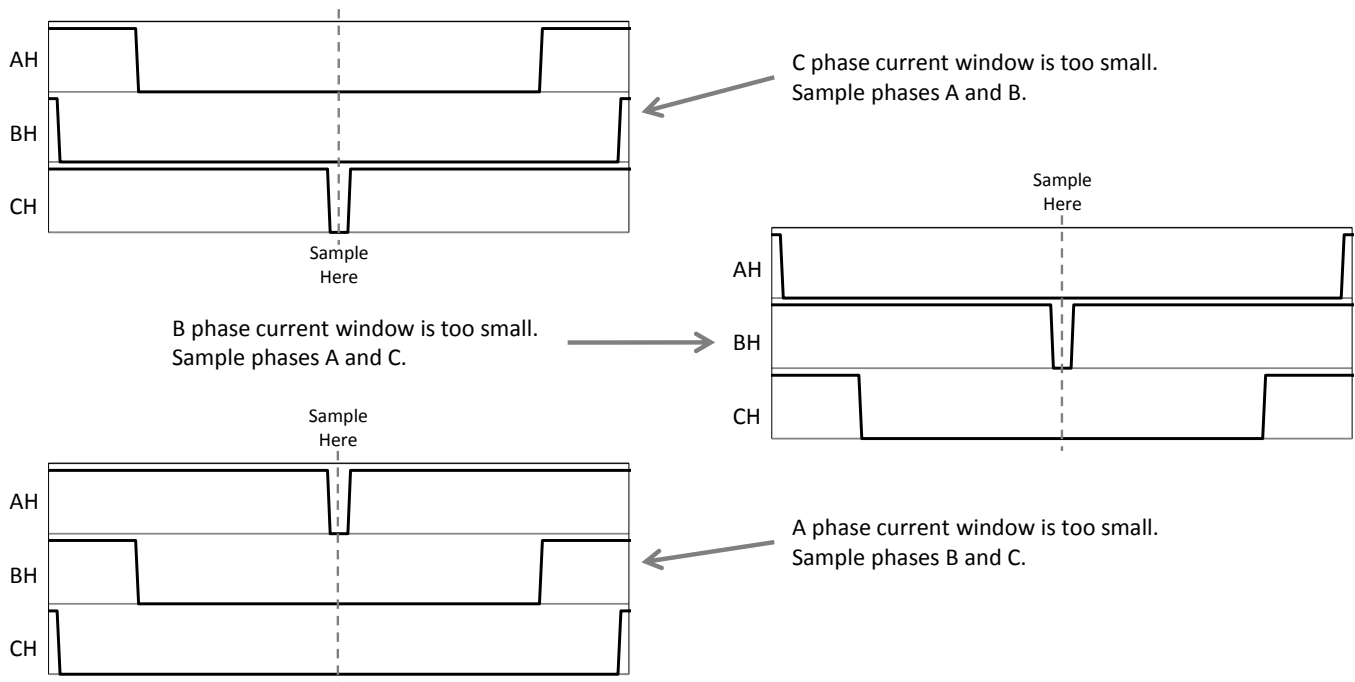 AH
BH
CH
Sample
Here
C phase current window is too small.
Sample phases A and B.
Sample
Here
AH
BH
CH
B phase current window is too small.
Sample phases A and C.
Sample
Here
AH
BH
CH
A phase current window is too small.
Sample phases B and C.